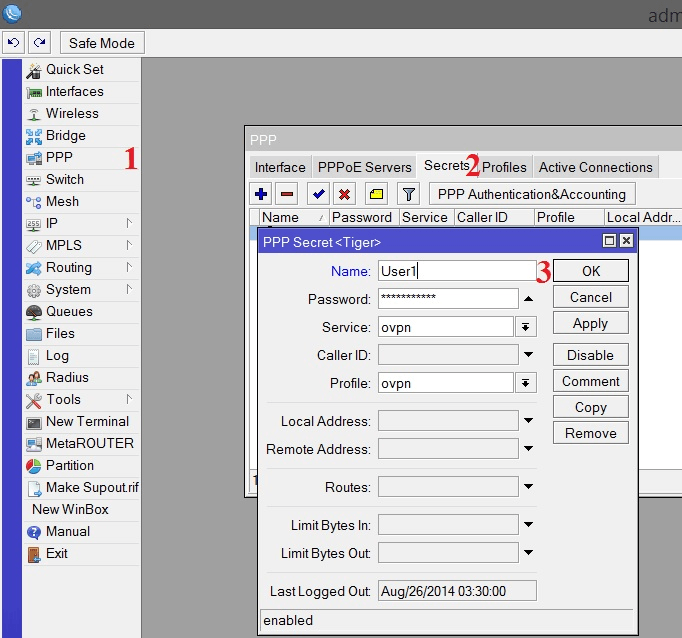 adm
Safe Mode
Quick Set
Interfaces
Wireless
Bridge
PPP 1
Switch
Mesh
IP
MPLS
Routing
System
Queues
Files
Log
Radius
Tools
New Terminal
MetaROUTER
Partition
Make Supout.rif
New WinBox
Manual
Exit
PPP
Interface PPPoE Servers Secrets 2 Profiles Active Connections
PPP Authentication&Accounting
Name Password Service Caller ID Profile Local Addr...
PPP Secret <Tiger>
Name: User1 3 OK
Password: *********** Cancel
Service: ovpn Apply
Caller ID: Disable
Profile: ovpn Comment
Copy
Local Address: Remove
Remote Address:
Routes:
Limit Bytes In:
Limit Bytes Out:
Last Logged Out: Aug/26/2014 03:30:00
enabled